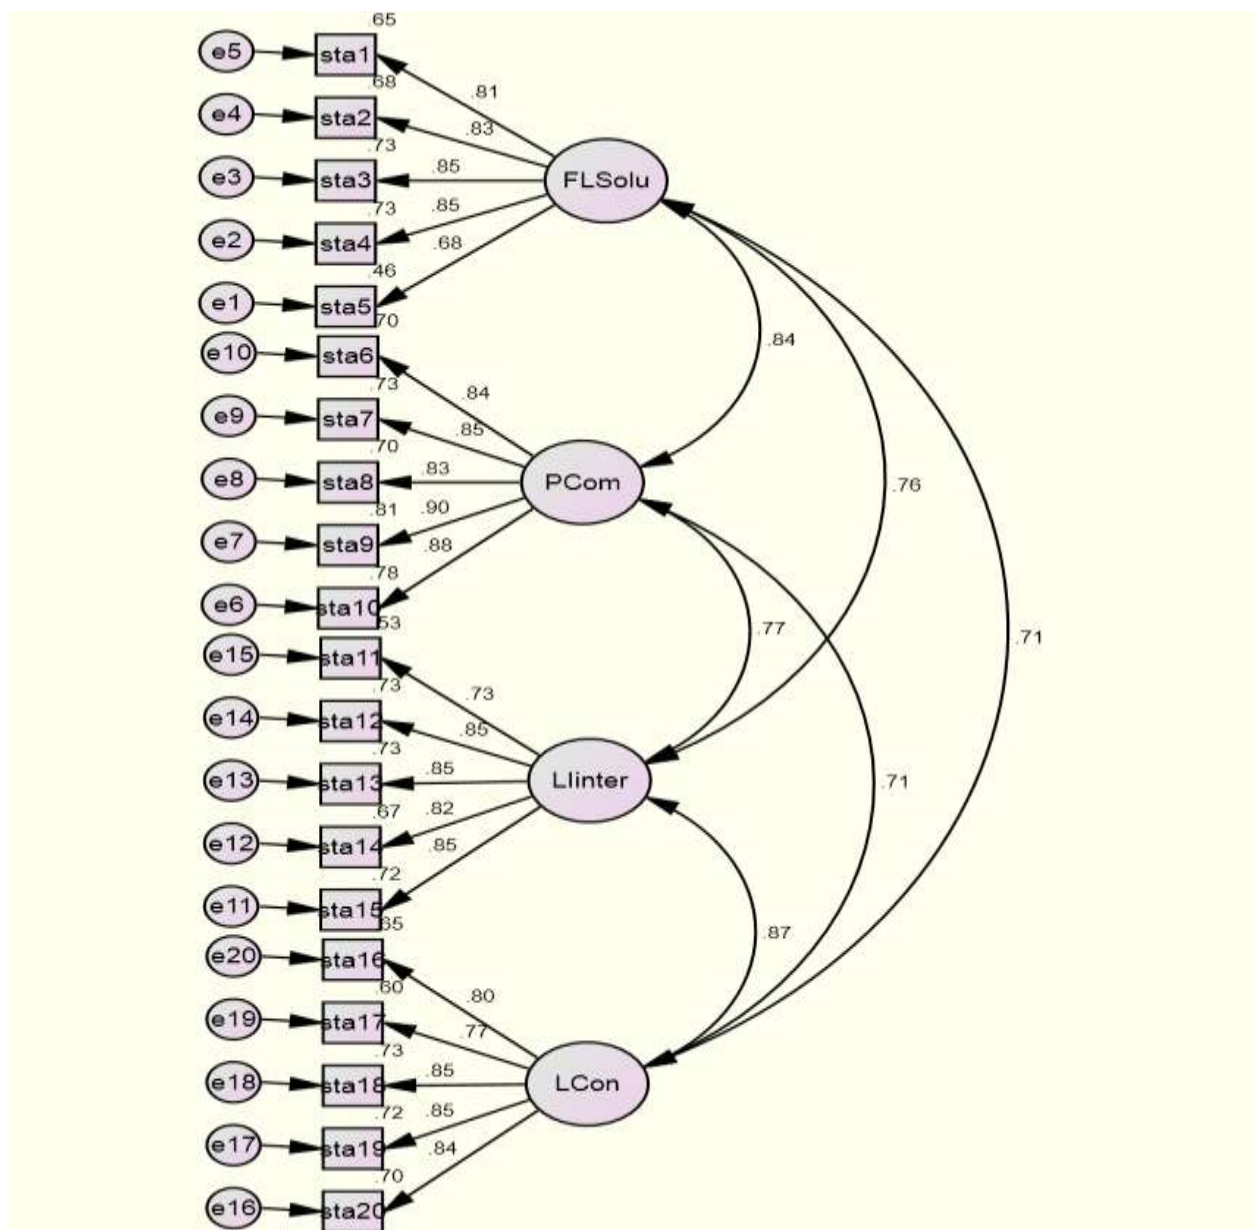 .65
e5 sta1
.81
.68
e4 sta2
.83
.73
e3 sta3 .85 FLSolu
.73
e2 sta4 .85
.68
.46
e1 sta5
.70
.84
e10 sta6
.73
.84
e9 sta7
.85
.70
e8 sta8 .83 PCom .76
.81 .90
e7 sta9
.88
.78
e6 sta10
.53
.77 .71
e15 sta11
.73
.73
e14 sta12
.85
.73
e13 sta13 .85 LIinter .71
.67 .82
e12 sta14
.85
.72
e11 sta15
.65
.87
e20 sta16
.60
.80
e19 sta17
.77
.73
e18 sta18 .85 LCon
.72 .85
e17 sta19
.84
.70
e16 sta20